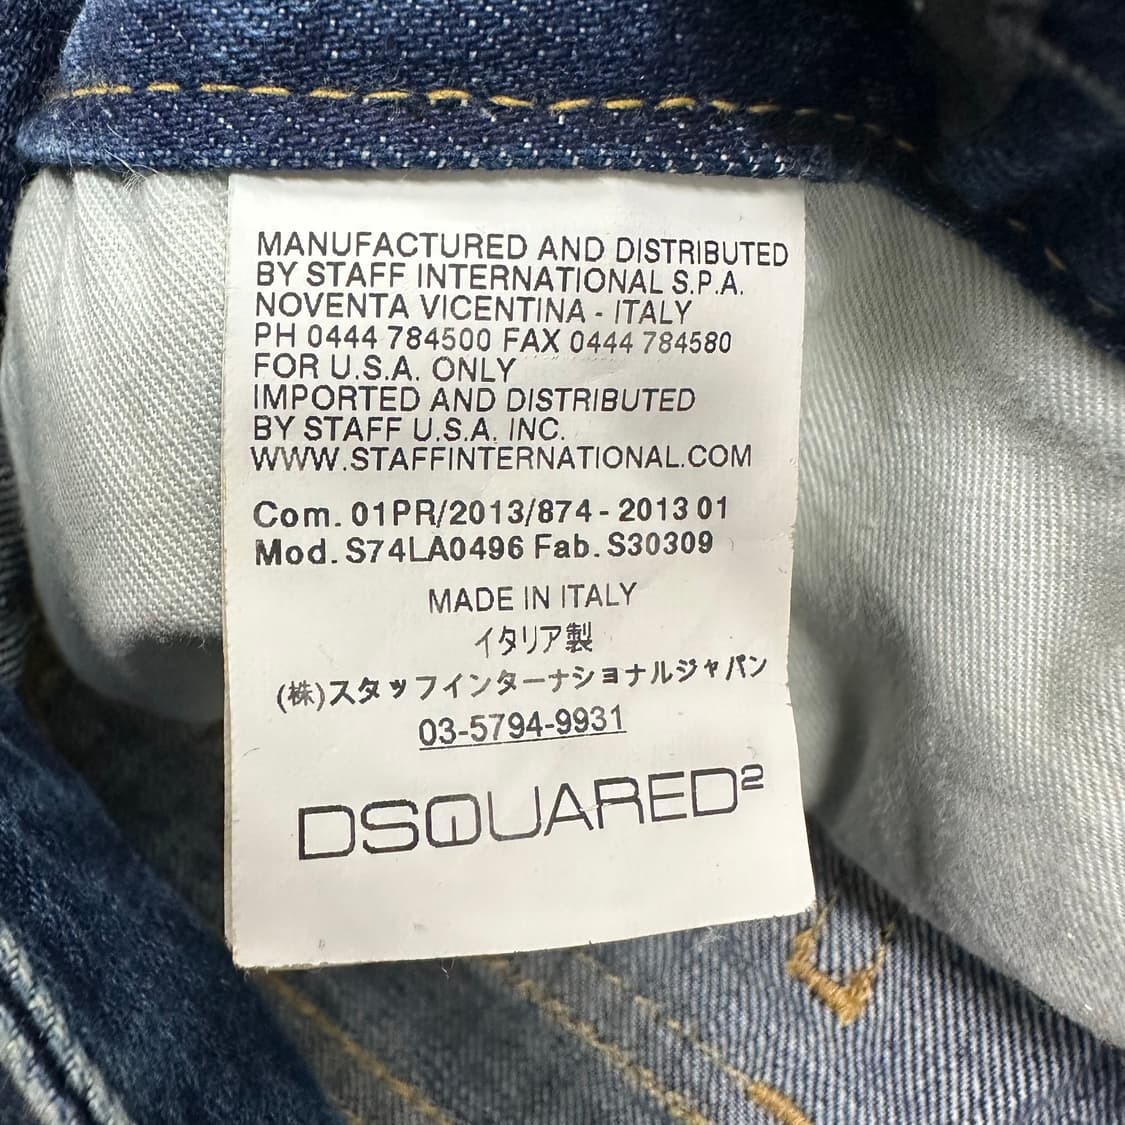 MANUFACTURED AND DISTRIBUTED
BY STAFF INTERNATIONAL S.P.A.
NOVENTA VICENTINA - ITALY
PH 0444 784500 FAX 0444 784580
FOR U.S.A. ONLY
IMPORTED AND DISTRIBUTED
BY STAFF U.S.A. INC.
WWW.STAFFINTERNATIONAL.COM
Com. 01PR/2013/874 - 2013 01
Mod. S74LA0496 Fab. S30309
MADE IN ITALY
イタリア製
(株)スタッフインターナショナルジャパン
03-5794-9931
DSQUARED²